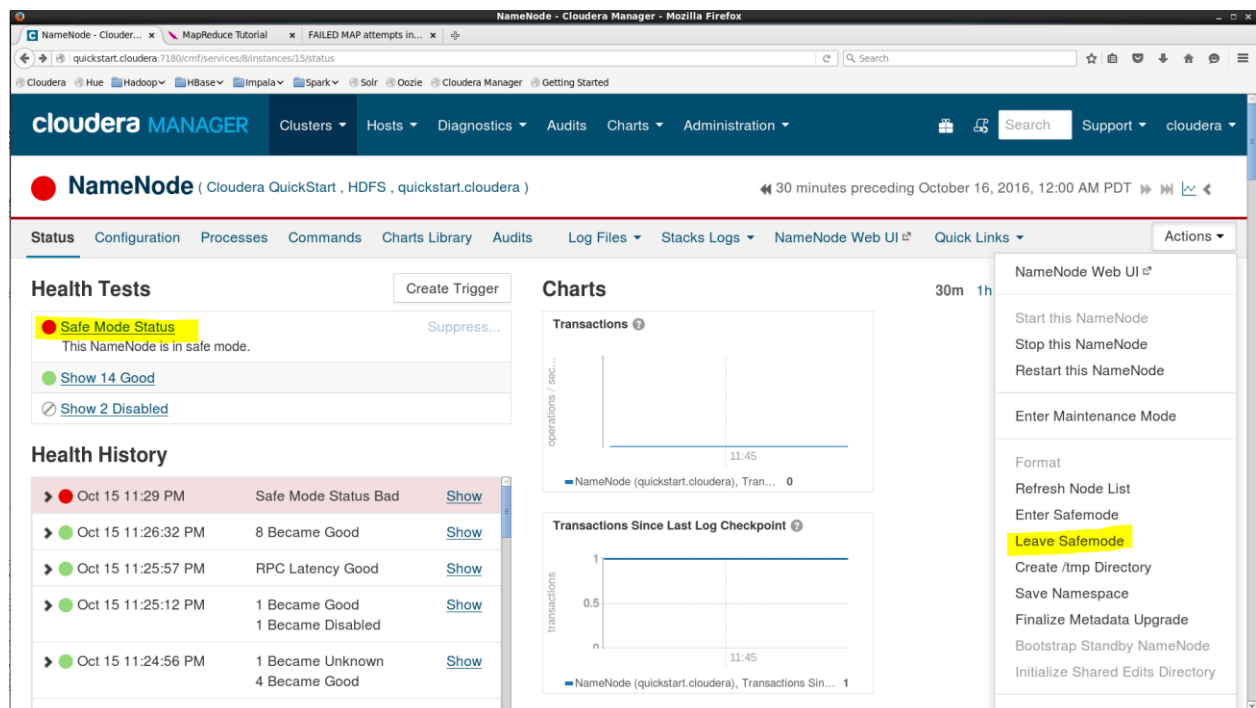 NameNode - Cloudera Manager - Mozilla Firefox
NameNode - Clouder... x MapReduce Tutorial x FAILED MAP attempts in... x
quickstart.cloudera:7180/cmf/services/8/instances/15/status Search
Cloudera Hue Hadoop HBase Impala Spark Solr Oozie Cloudera Manager Getting Started
cloudera MANAGER Clusters Hosts Diagnostics Audits Charts Administration Search Support cloudera
NameNode ( Cloudera QuickStart , HDFS , quickstart.cloudera ) 30 minutes preceding October 16, 2016, 12:00 AM PDT
Status Configuration Processes Commands Charts Library Audits Log Files Stacks Logs NameNode Web UI Quick Links Actions
Health Tests
Create Trigger
Safe Mode Status Suppress...
This NameNode is in safe mode.
Show 14 Good
Show 2 Disabled
Health History
Oct 15 11:29 PM Safe Mode Status Bad Show
Oct 15 11:26:32 PM 8 Became Good Show
Oct 15 11:25:57 PM RPC Latency Good Show
Oct 15 11:25:12 PM 1 Became Good Show
1 Became Disabled
Oct 15 11:24:56 PM 1 Became Unknown Show
4 Became Good
Charts
30m 1h
Transactions
operations / sec...
11:45
NameNode (quickstart.cloudera), Tran... 0
Transactions Since Last Log Checkpoint
transactions
1
0.5
0
11:45
NameNode (quickstart.cloudera), Transactions Sin... 1
NameNode Web UI
Start this NameNode
Stop this NameNode
Restart this NameNode
Enter Maintenance Mode
Format
Refresh Node List
Enter Safemode
Leave Safemode
Create /tmp Directory
Save Namespace
Finalize Metadata Upgrade
Bootstrap Standby NameNode
Initialize Shared Edits Directory